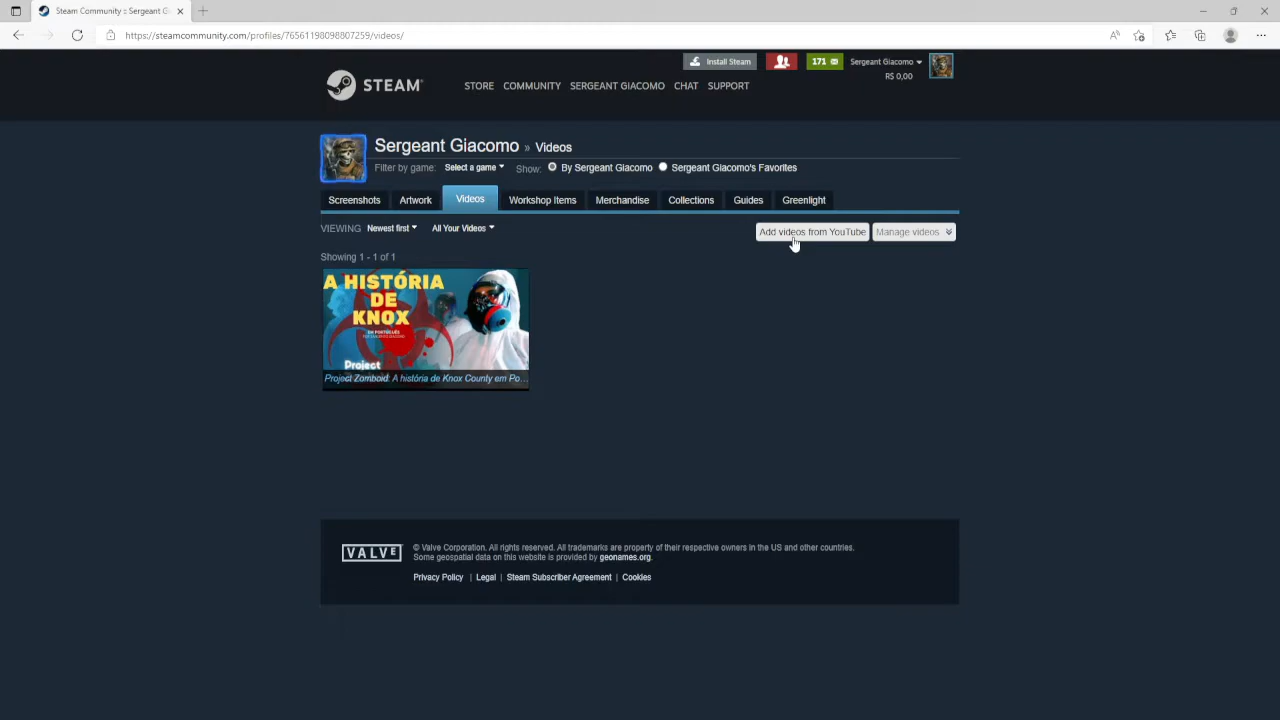 Steam Community :: Sergeant G
https://steamcommunity.com/profiles/76561198098807259/videos/
Install Steam
171
Sergeant Giacomo
R$ 0,00
STEAM
STORE COMMUNITY SERGEANT GIACOMO CHAT SUPPORT
Sergeant Giacomo » Videos
Filter by game: Select a game Show: By Sergeant Giacomo Sergeant Giacomo's Favorites
Screenshots Artwork Videos Workshop Items Merchandise Collections Guides Greenlight
VIEWING Newest first All Your Videos
Add videos from YouTube Manage videos
Showing 1 - 1 of 1
A HISTÓRIA
DE
KNOX
EM PORTUGUÊS
Project
Project Zomboid: A história de Knox County em Po...
VALVE
© Valve Corporation. All rights reserved. All trademarks are property of their respective owners in the US and other countries.
Some geospatial data on this website is provided by geonames.org.
Privacy Policy | Legal | Steam Subscriber Agreement | Cookies